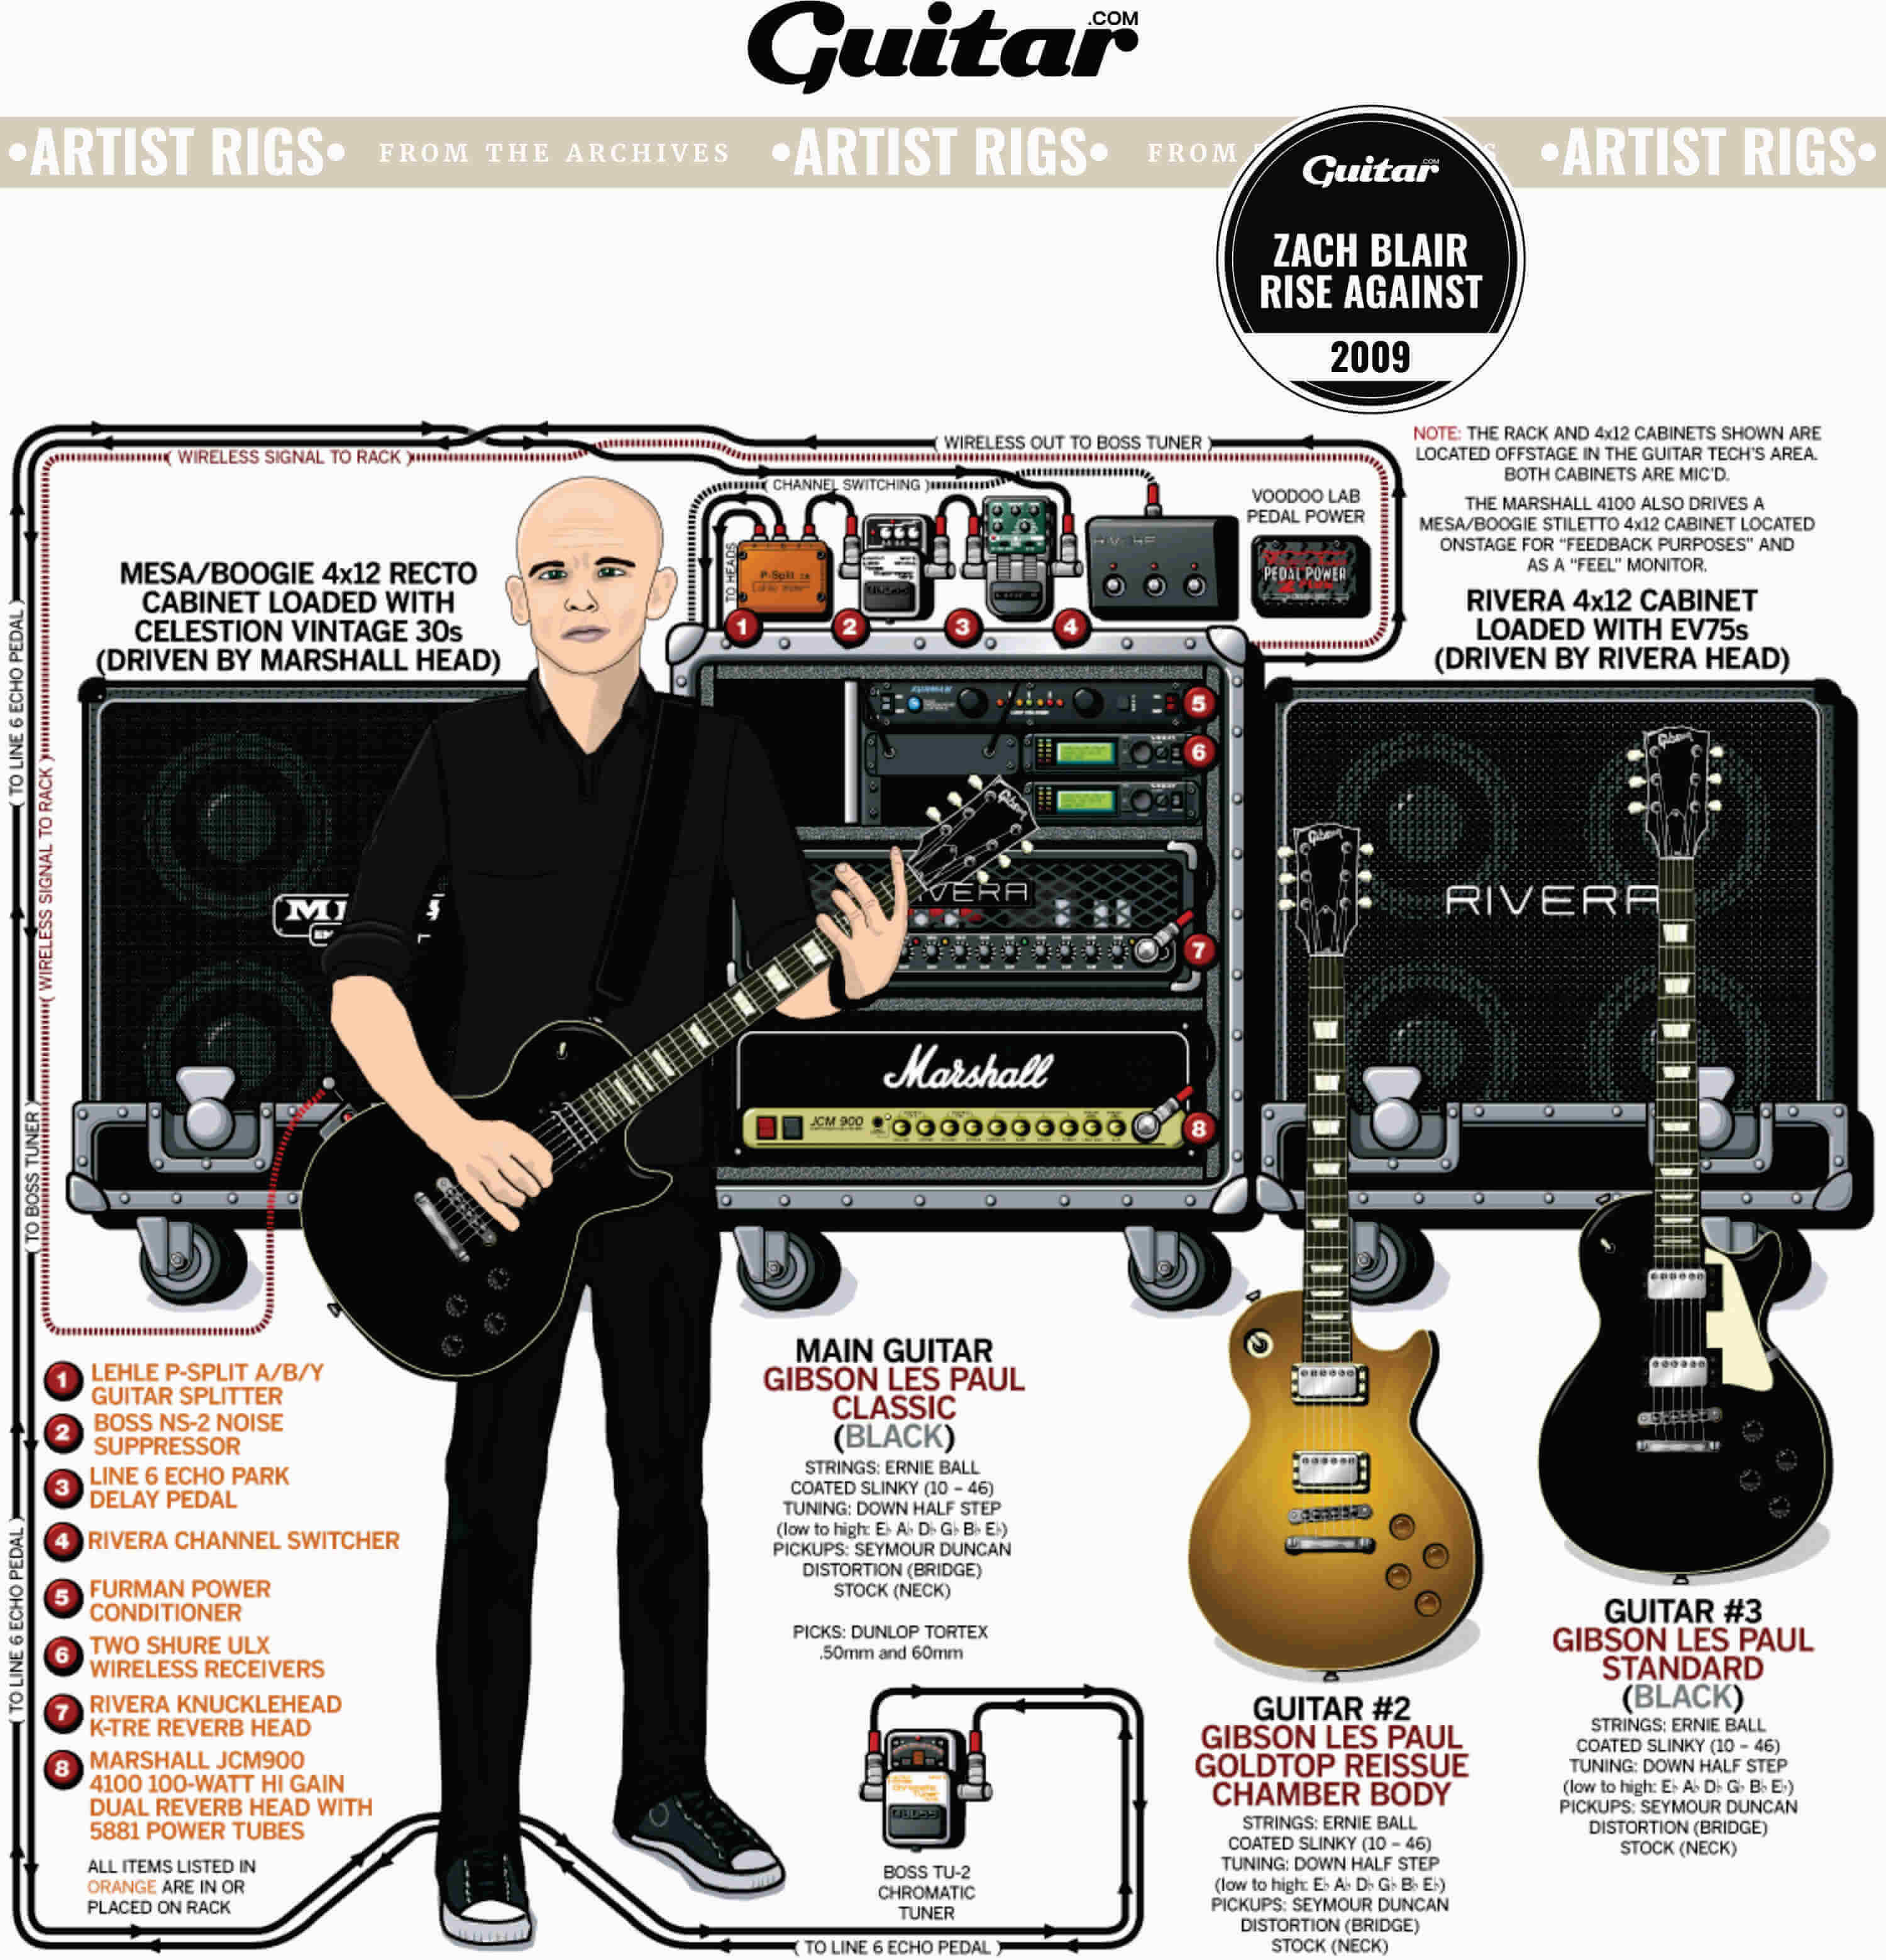 Guitar .COM
•ARTIST RIGS• FROM THE ARCHIVES •ARTIST RIGS• FROM S •ARTIST RIGS•
Guitar .COM
ZACH BLAIR
RISE AGAINST
2009
NOTE: THE RACK AND 4x12 CABINETS SHOWN ARE
LOCATED OFFSTAGE IN THE GUITAR TECH'S AREA.
BOTH CABINETS ARE MIC'D.
THE MARSHALL 4100 ALSO DRIVES A
MESA/BOOGIE STILETTO 4x12 CABINET LOCATED
ONSTAGE FOR “FEEDBACK PURPOSES” AND
AS A “FEEL” MONITOR.
( WIRELESS OUT TO BOSS TUNER )
( WIRELESS SIGNAL TO RACK )
( CHANNEL SWITCHING )
VOODOO LAB
PEDAL POWER
TO HEADS
P-Split
BOSS
RIVERA
PEDAL POWER
1
2
3
4
MESA/BOOGIE 4x12 RECTO
CABINET LOADED WITH
CELESTION VINTAGE 30s
(DRIVEN BY MARSHALL HEAD)
RIVERA 4x12 CABINET
LOADED WITH EV75s
(DRIVEN BY RIVERA HEAD)
( TO LINE 6 ECHO PEDAL )
( WIRELESS SIGNAL TO RACK )
( TO BOSS TUNER )
( TO LINE 6 ECHO PEDAL )
FURMAN
5
6
Gibson
Gibson
Gibson
VERA
7
RIVERA
Marshall
JCM 900
8
1 LEHLE P-SPLIT A/B/Y
GUITAR SPLITTER
2 BOSS NS-2 NOISE
SUPPRESSOR
3 LINE 6 ECHO PARK
DELAY PEDAL
4 RIVERA CHANNEL SWITCHER
5 FURMAN POWER
CONDITIONER
6 TWO SHURE ULX
WIRELESS RECEIVERS
7 RIVERA KNUCKLEHEAD
K-TRE REVERB HEAD
8 MARSHALL JCM900
4100 100-WATT HI GAIN
DUAL REVERB HEAD WITH
5881 POWER TUBES
ALL ITEMS LISTED IN
ORANGE ARE IN OR
PLACED ON RACK
MAIN GUITAR
GIBSON LES PAUL
CLASSIC
(BLACK)
STRINGS: ERNIE BALL
COATED SLINKY (10 – 46)
TUNING: DOWN HALF STEP
(low to high: E♭ A♭ D♭ G♭ B♭ E♭)
PICKUPS: SEYMOUR DUNCAN
DISTORTION (BRIDGE)
STOCK (NECK)
PICKS: DUNLOP TORTEX
.50mm and 60mm
BOSS
BOSS TU-2
CHROMATIC
TUNER
( TO LINE 6 ECHO PEDAL )
GUITAR #2
GIBSON LES PAUL
GOLDTOP REISSUE
CHAMBER BODY
STRINGS: ERNIE BALL
COATED SLINKY (10 – 46)
TUNING: DOWN HALF STEP
(low to high: E♭ A♭ D♭ G♭ B♭ E♭)
PICKUPS: SEYMOUR DUNCAN
DISTORTION (BRIDGE)
STOCK (NECK)
GUITAR #3
GIBSON LES PAUL
STANDARD
(BLACK)
STRINGS: ERNIE BALL
COATED SLINKY (10 – 46)
TUNING: DOWN HALF STEP
(low to high: E♭ A♭ D♭ G♭ B♭ E♭)
PICKUPS: SEYMOUR DUNCAN
DISTORTION (BRIDGE)
STOCK (NECK)